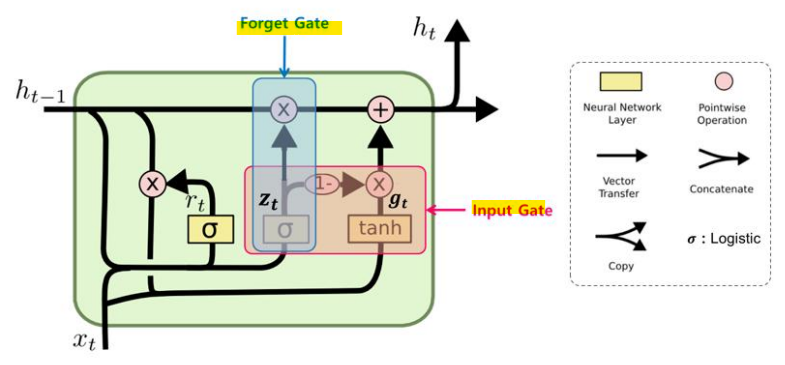 Forget Gate
h_t
h_{t-1}
x
+
x
r_t
z_t
1-
x
g_t
Input Gate
σ
σ
tanh
x_t
Neural Network
Layer
Pointwise
Operation
Vector
Transfer
Concatenate
Copy
σ : Logistic